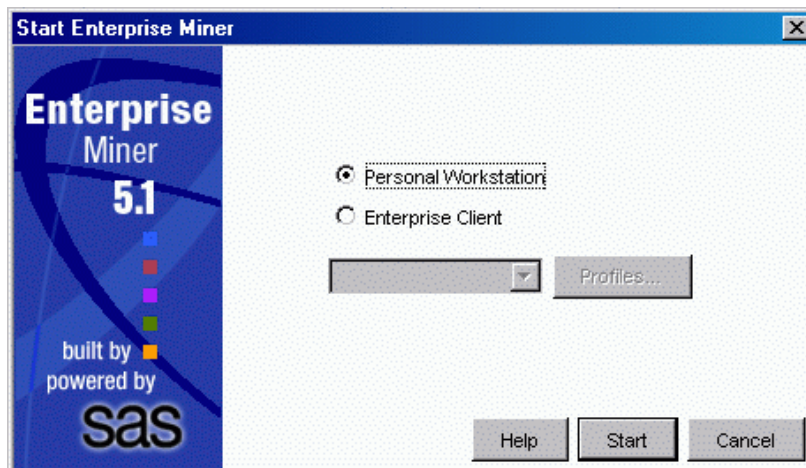 Start Enterprise Miner
Enterprise
Miner
5.1
built by
powered by
sas
Personal Workstation
Enterprise Client
Profiles...
Help
Start
Cancel